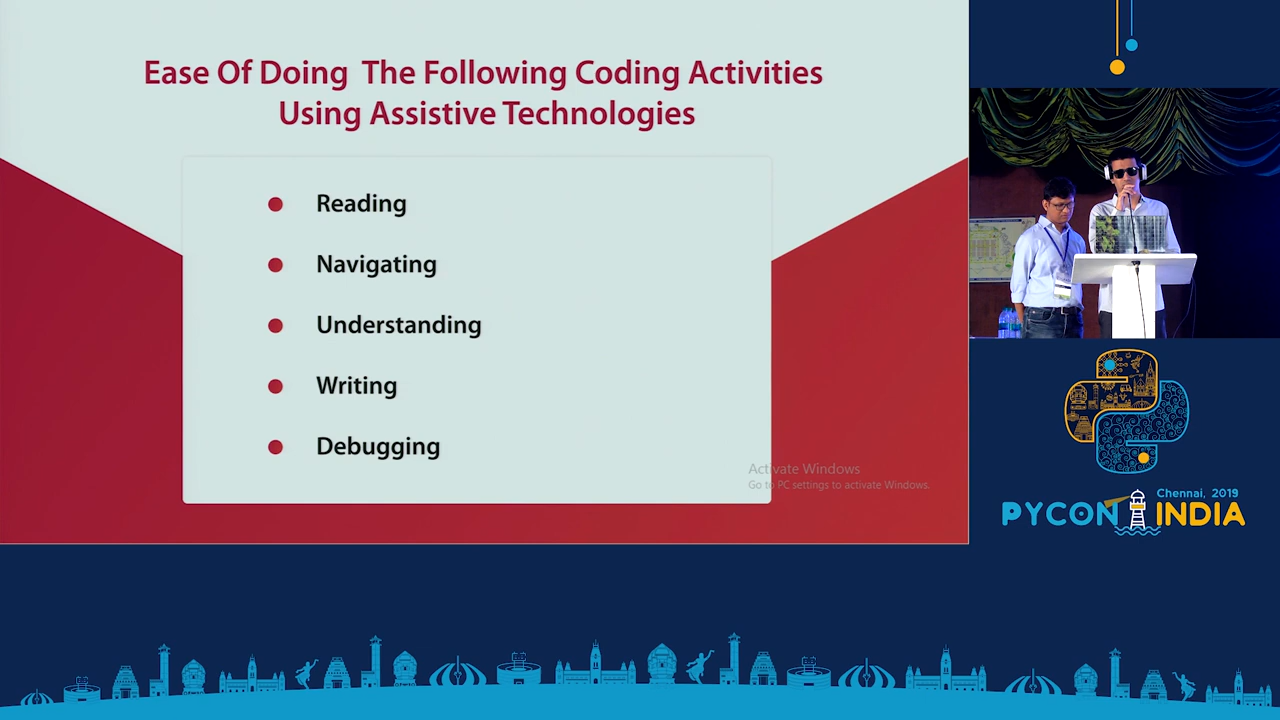 Ease Of Doing The Following Coding Activities
Using Assistive Technologies
Reading
Navigating
Understanding
Writing
Debugging
Activate Windows
Go to PC settings to activate Windows.
Chennai, 2019
PYCON INDIA